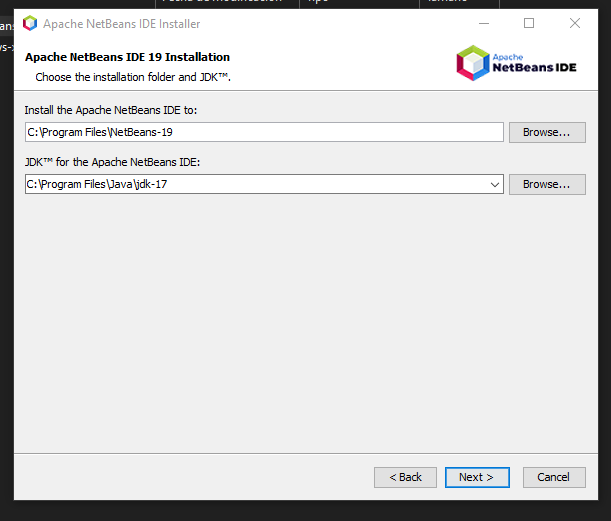 Apache NetBeans IDE Installer
Apache NetBeans IDE 19 Installation
Choose the installation folder and JDK™.
Apache
NetBeans IDE
Install the Apache NetBeans IDE to:
C:\Program Files\NetBeans-19
Browse...
JDK™ for the Apache NetBeans IDE:
C:\Program Files\Java\jdk-17
Browse...
< Back
Next >
Cancel